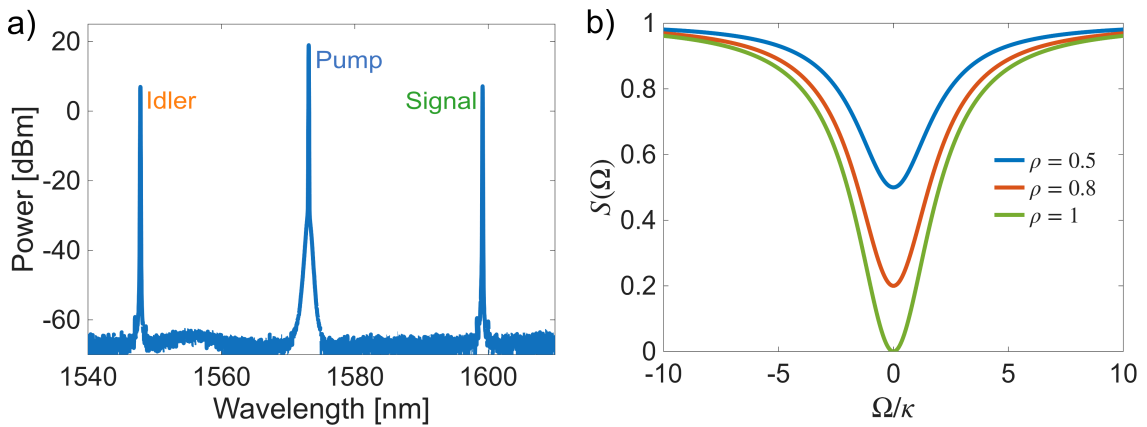 a)
Power [dBm]
20
0
-20
-40
-60
Idler
Pump
Signal
1540
1560
1580
1600
Wavelength [nm]
b)
S(Ω)
1
0.8
0.6
0.4
0.2
0
ρ = 0.5
ρ = 0.8
ρ = 1
-10
-5
0
5
10
Ω/κ